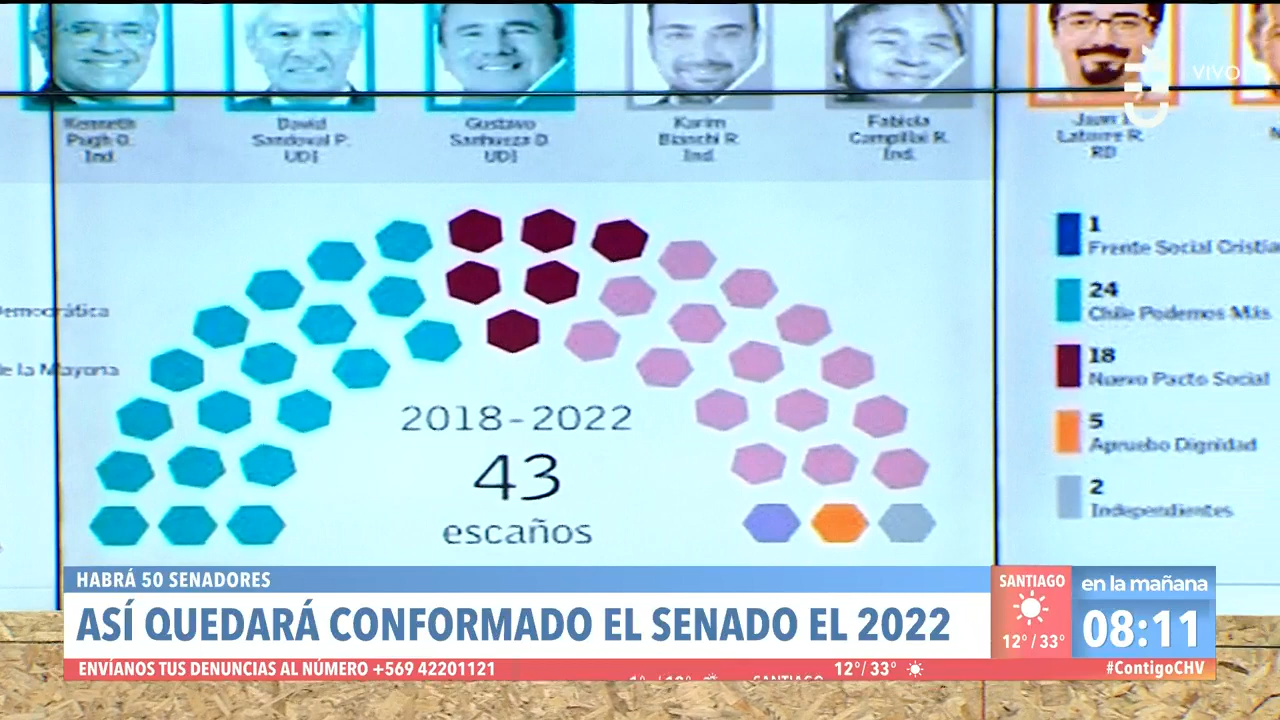 VIVO
Kenneth
Pugh O.
Ind.
David
Sandoval P.
UDI
Gustavo
Sanhueza D.
UDI
Karim
Bianchi R.
Ind.
Fabiola
Campillai R.
Ind.
Juan I.
Latorre R.
RD
Democrática
de la Mayoría
2018-2022
43
escaños
1
Frente Social Cristia
24
Chile Podemos Más
18
Nuevo Pacto Social
5
Apruebo Dignidad
2
Independientes
HABRÁ 50 SENADORES
ASÍ QUEDARÁ CONFORMADO EL SENADO EL 2022
SANTIAGO
12°/33°
en la mañana
08:11
ENVÍANOS TUS DENUNCIAS AL NÚMERO +569 42201121
12°/33°
#ContigoCHV